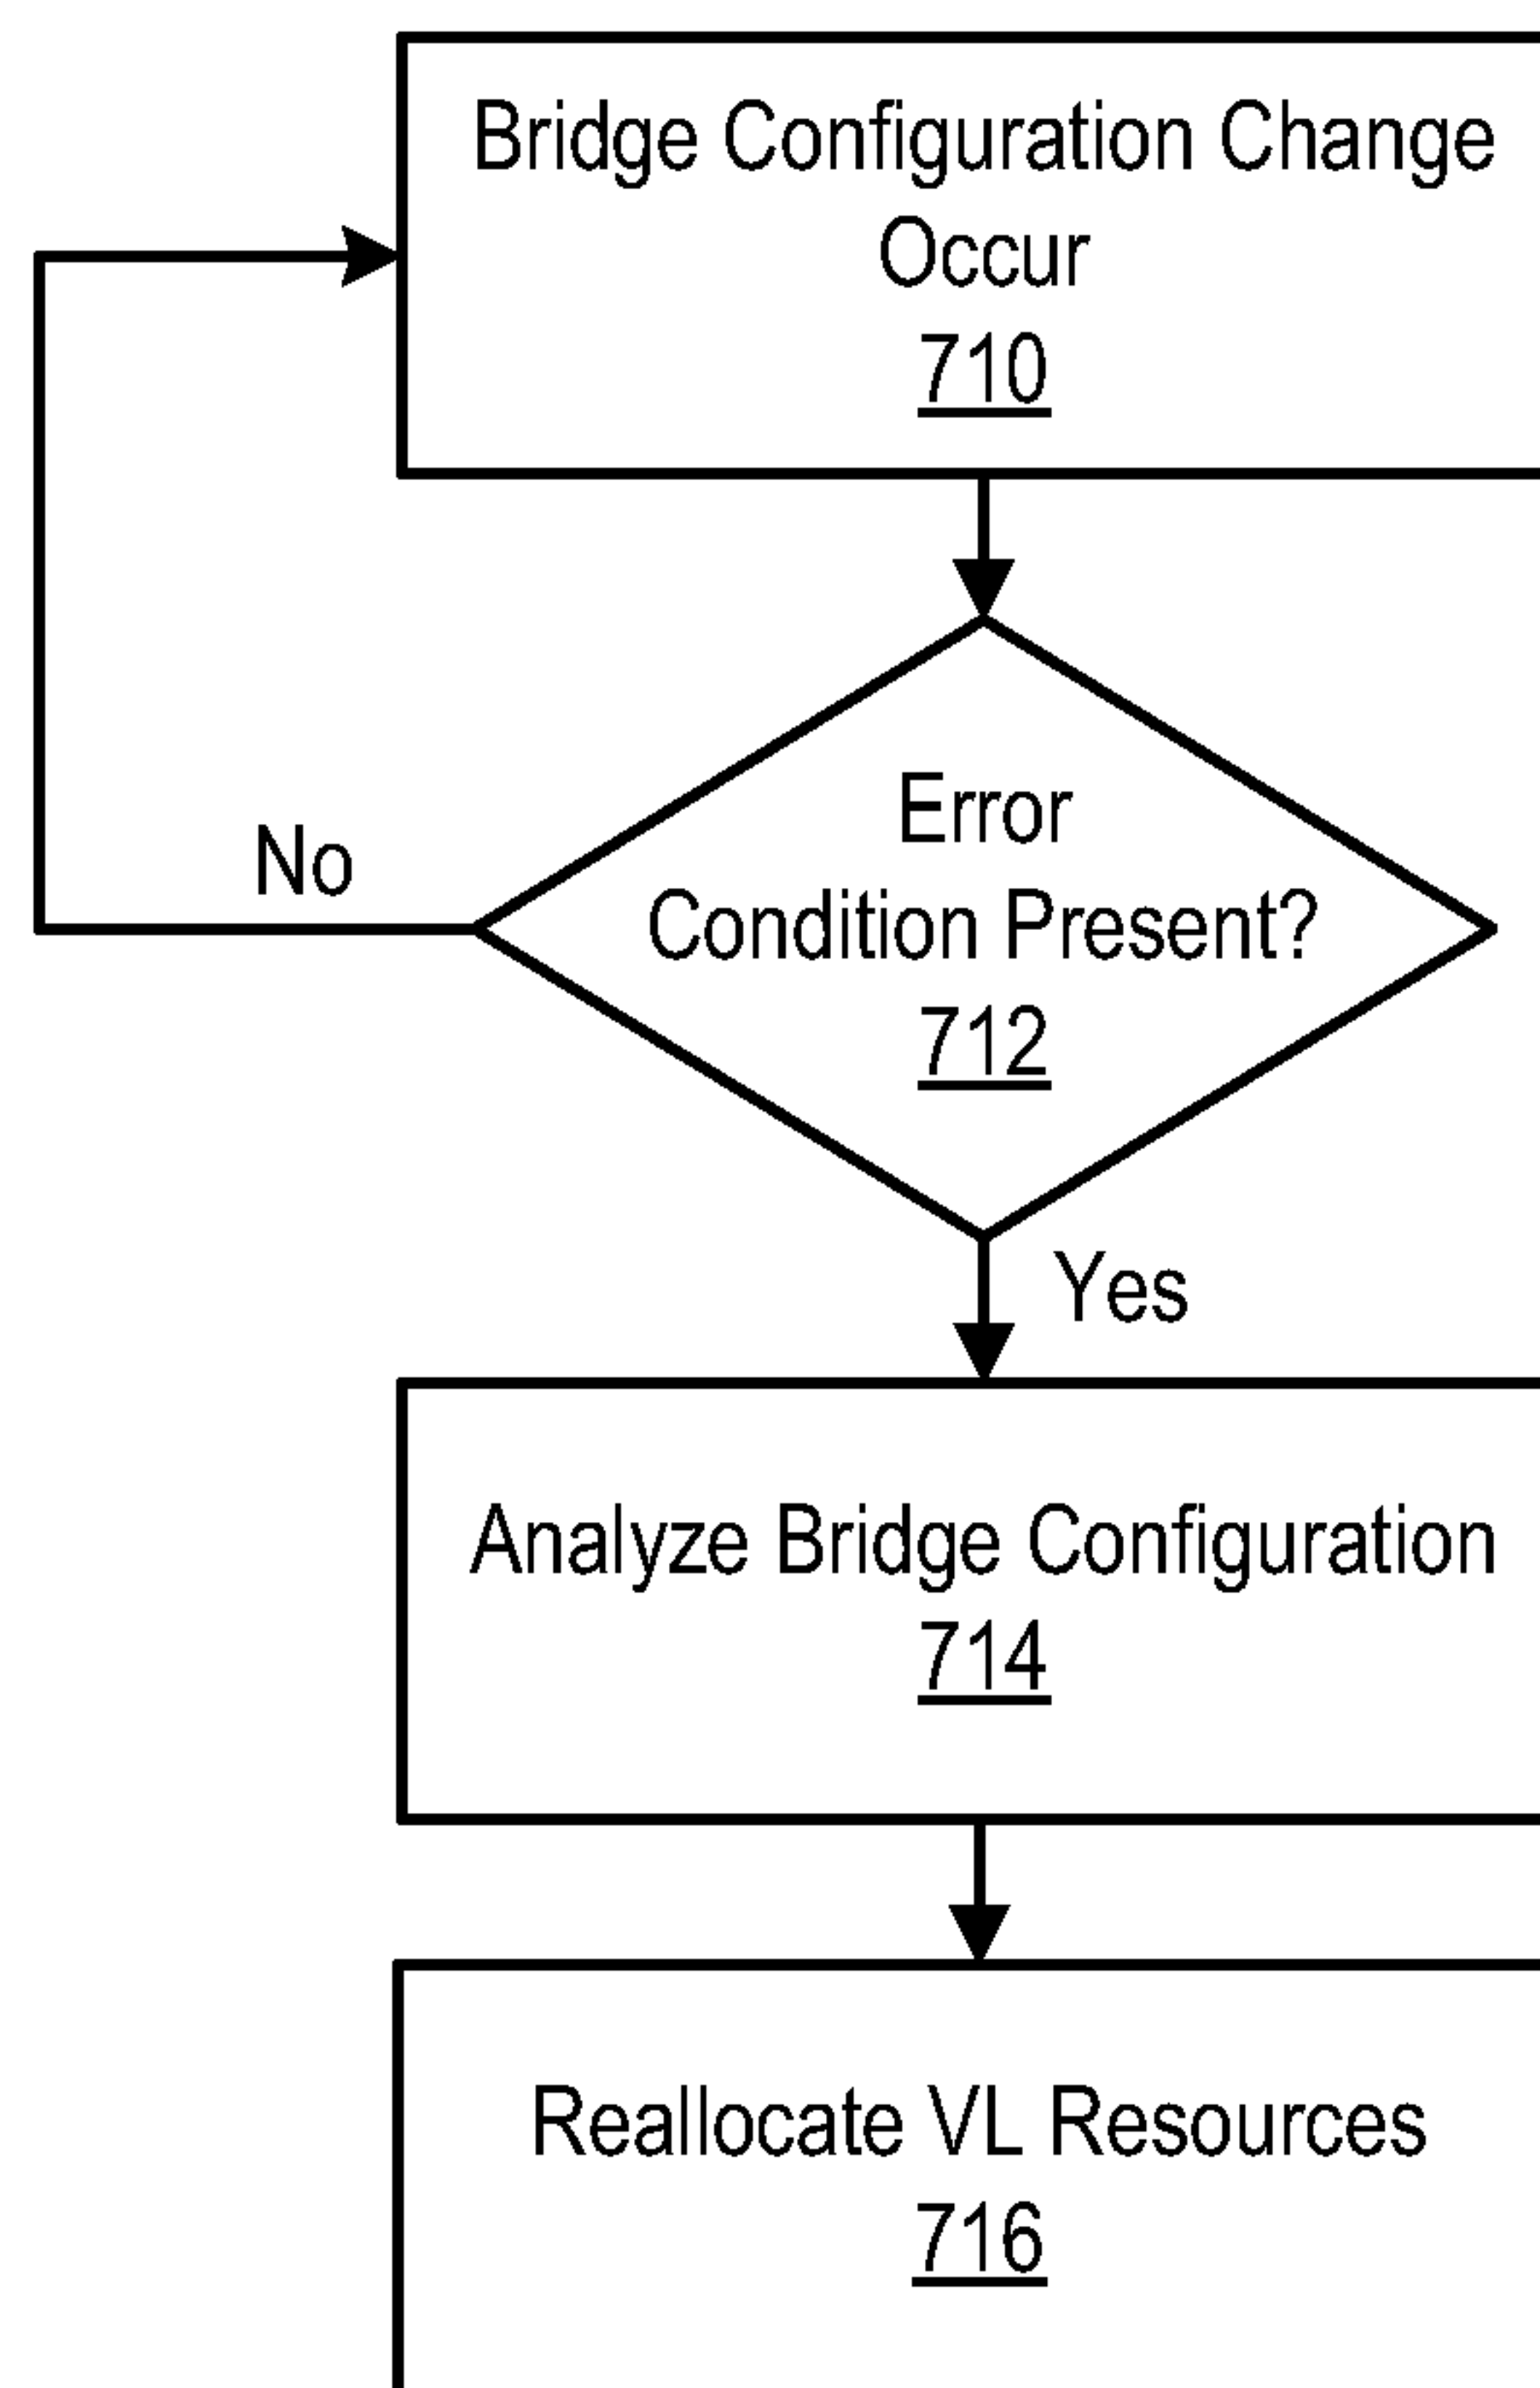 Bridge Configuration Change
Occur
710
Error
Condition Present?
712
No
Yes
Analyze Bridge Configuration
714
Reallocate VL Resources
716